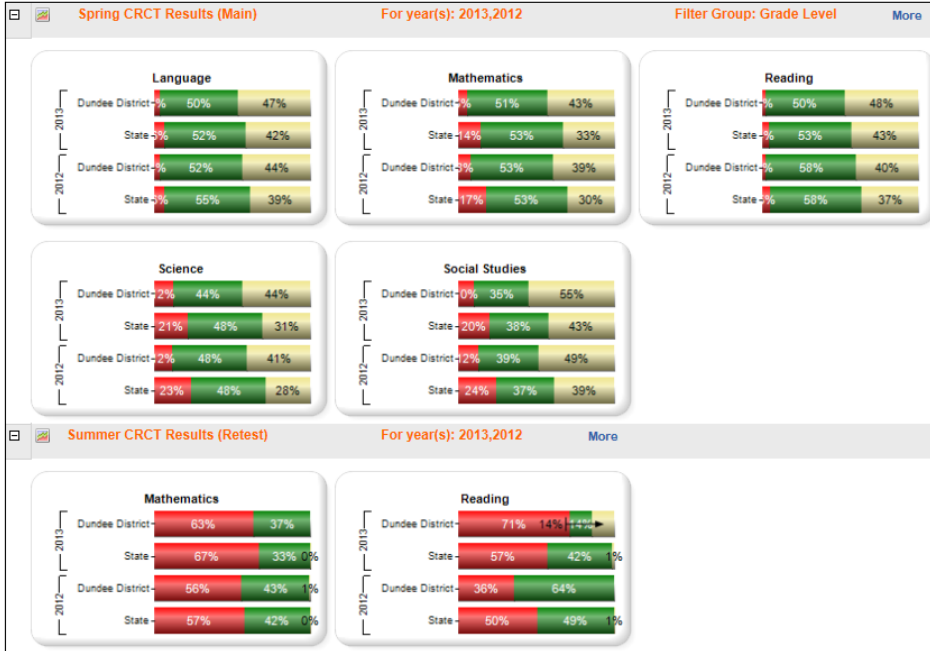 Spring CRCT Results (Main) For year(s): 2013,2012 Filter Group: Grade Level More
Language
2013
Dundee District 50% 47%
State 52% 42%
2012
Dundee District 52% 44%
State 55% 39%
Mathematics
2013
Dundee District 51% 43%
State 14% 53% 33%
2012
Dundee District 53% 39%
State 17% 53% 30%
Reading
2013
Dundee District 50% 48%
State 53% 43%
2012
Dundee District 58% 40%
State 58% 37%
Science
2013
Dundee District 2% 44% 44%
State 21% 48% 31%
2012
Dundee District 2% 48% 41%
State 23% 48% 28%
Social Studies
2013
Dundee District 0% 35% 55%
State 20% 38% 43%
2012
Dundee District 2% 39% 49%
State 24% 37% 39%
Summer CRCT Results (Retest) For year(s): 2013,2012 More
Mathematics
2013
Dundee District 63% 37%
State 67% 33% 0%
2012
Dundee District 56% 43% 1%
State 57% 42% 0%
Reading
2013
Dundee District 71% 14% 14%
State 57% 42% 1%
2012
Dundee District 36% 64%
State 50% 49% 1%